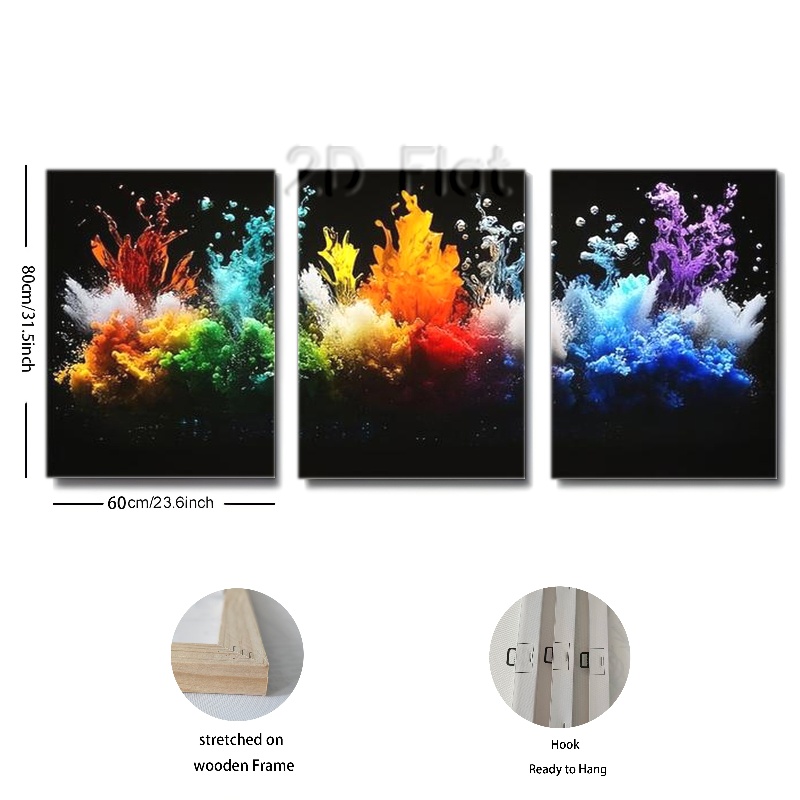 2D Flat
80cm/31.5inch
60cm/23.6inch
stretched on
wooden Frame
Hook
Ready to Hang